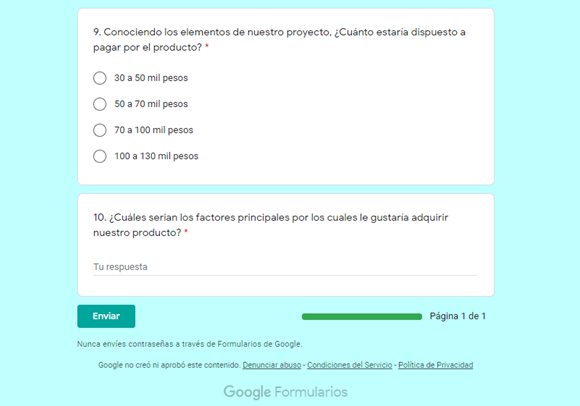 9. Conociendo los elementos de nuestro proyecto, ¿Cuánto estaría dispuesto a
pagar por el producto? *
30 a 50 mil pesos
50 a 70 mil pesos
70 a 100 mil pesos
100 a 130 mil pesos
10. ¿Cuáles serian los factores principales por los cuales le gustaría adquirir
nuestro producto? *
Tu respuesta
Enviar
Página 1 de 1
Nunca envíes contraseñas a través de Formularios de Google.
Google no creó ni aprobó este contenido. Denunciar abuso - Condiciones del Servicio - Política de Privacidad
Google Formularios